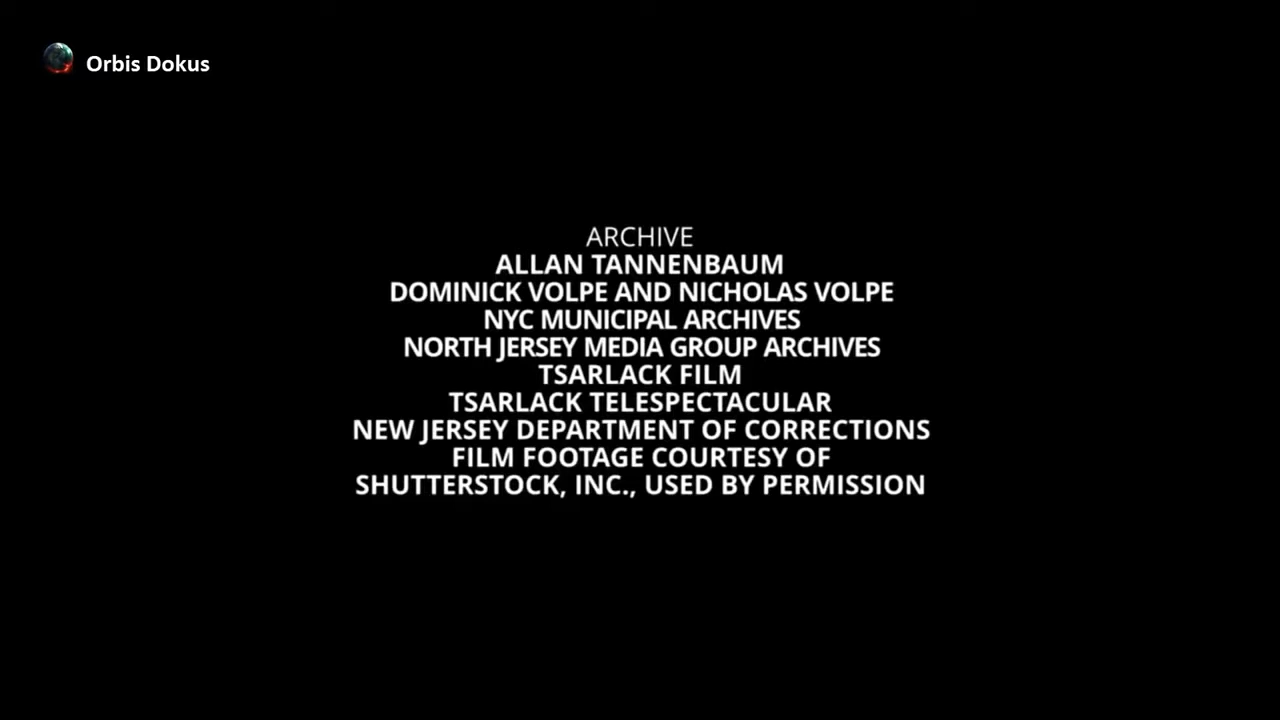 Orbis Dokus
ARCHIVE
ALLAN TANNENBAUM
DOMINICK VOLPE AND NICHOLAS VOLPE
NYC MUNICIPAL ARCHIVES
NORTH JERSEY MEDIA GROUP ARCHIVES
TSARLACK FILM
TSARLACK TELESPECTACULAR
NEW JERSEY DEPARTMENT OF CORRECTIONS
FILM FOOTAGE COURTESY OF
SHUTTERSTOCK, INC., USED BY PERMISSION